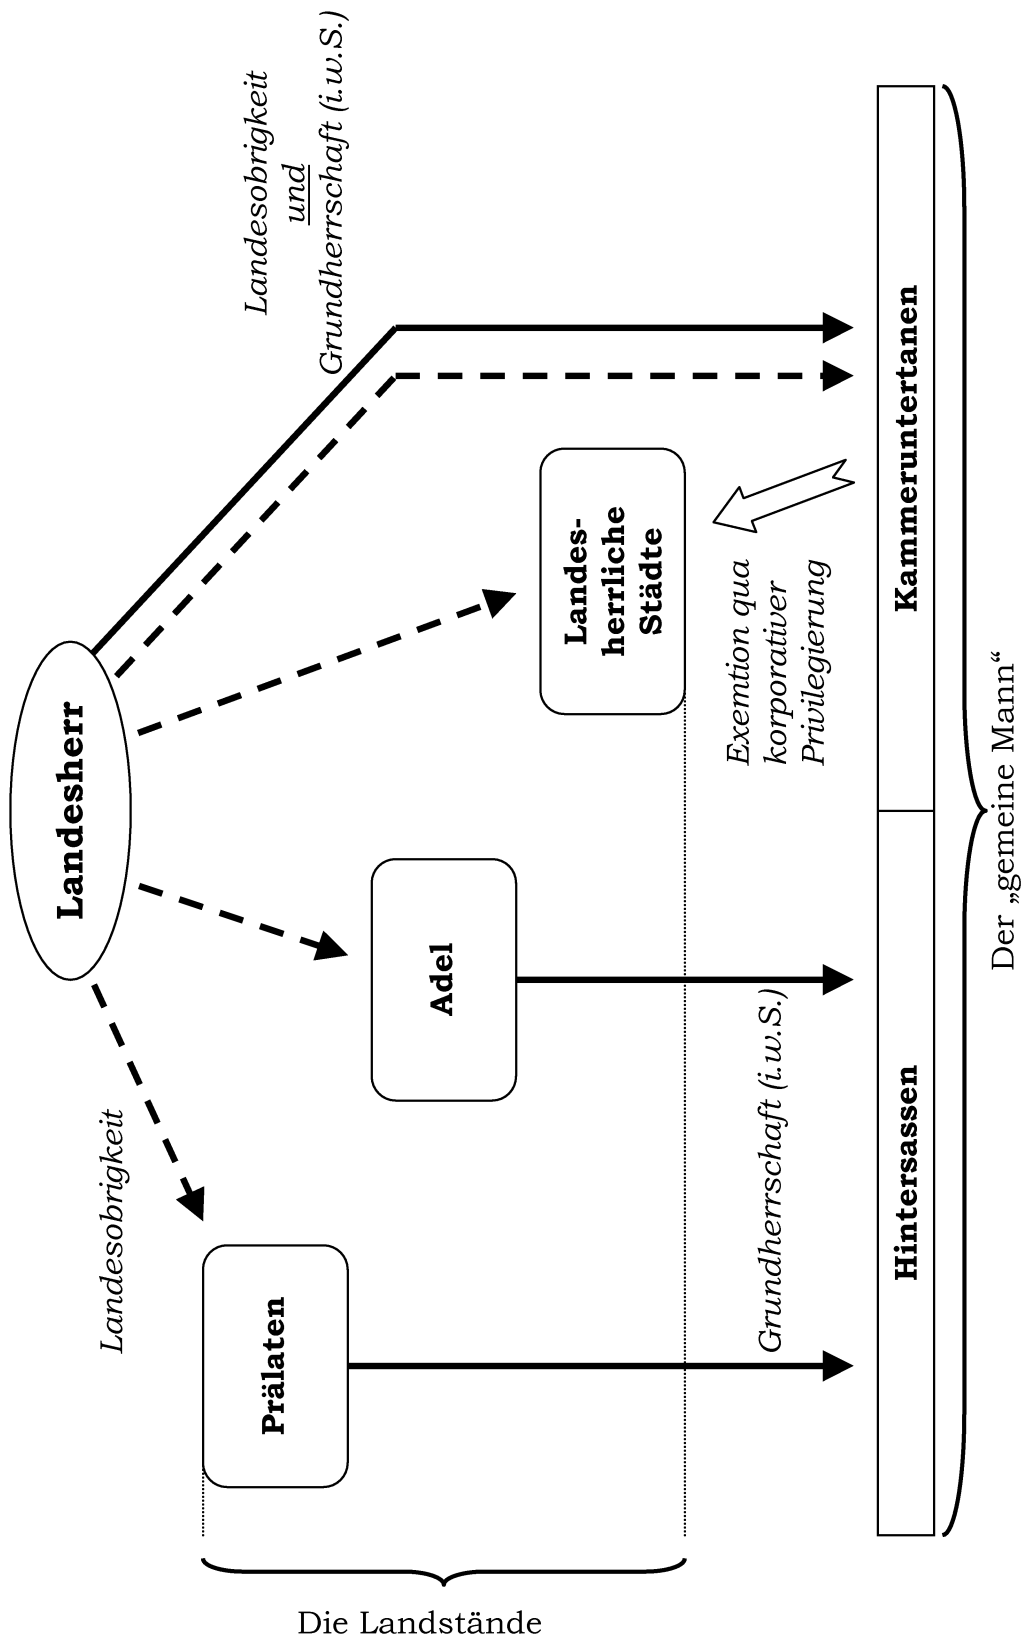 Landesherr
Landesobrigkeit
Landesobrigkeit
und
Grundherrschaft (i.w.S.)
Prälaten
Adel
Landes-
herrliche
Städte
Die Landstände
Grundherrschaft (i.w.S.)
Exemtion qua
korporativer
Privilegierung
Hintersassen
Kammeruntertanen
Der „gemeine Mann“